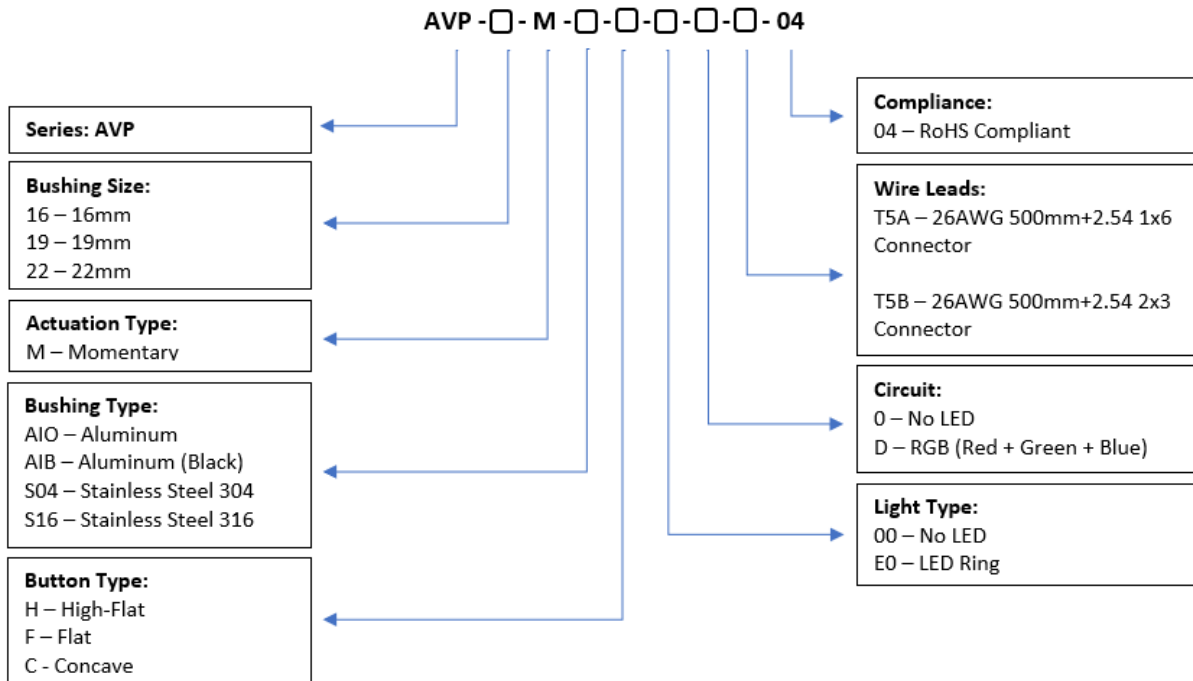 AVP - ▢ - M - ▢ - ▢ - ▢ - ▢ - ▢ - 04
Series: AVP
Bushing Size:
16 – 16mm
19 – 19mm
22 – 22mm
Actuation Type:
M – Momentary
Bushing Type:
AIO – Aluminum
AIB – Aluminum (Black)
S04 – Stainless Steel 304
S16 – Stainless Steel 316
Button Type:
H – High-Flat
F – Flat
C - Concave
Compliance:
04 – RoHS Compliant
Wire Leads:
T5A – 26AWG 500mm+2.54 1x6
Connector
T5B – 26AWG 500mm+2.54 2x3
Connector
Circuit:
0 – No LED
D – RGB (Red + Green + Blue)
Light Type:
00 – No LED
E0 – LED Ring